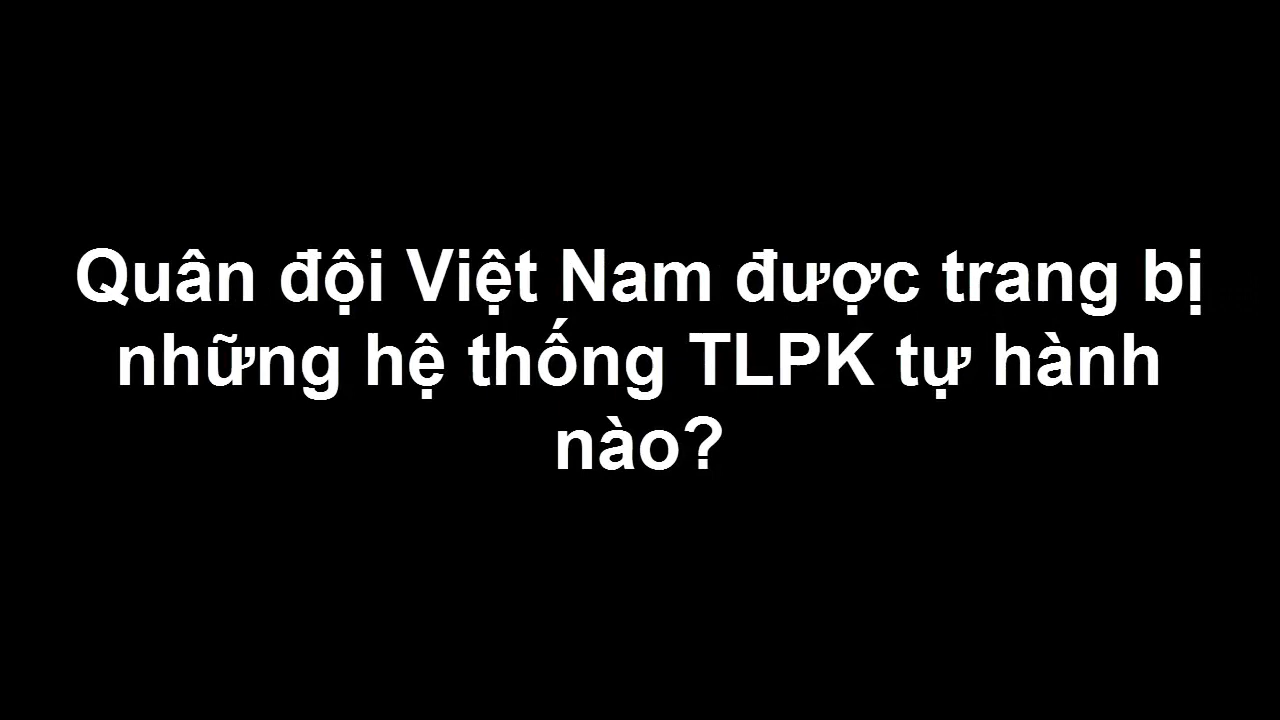 Quân đội Việt Nam được trang bị
những hệ thống TLPK tự hành
nào?